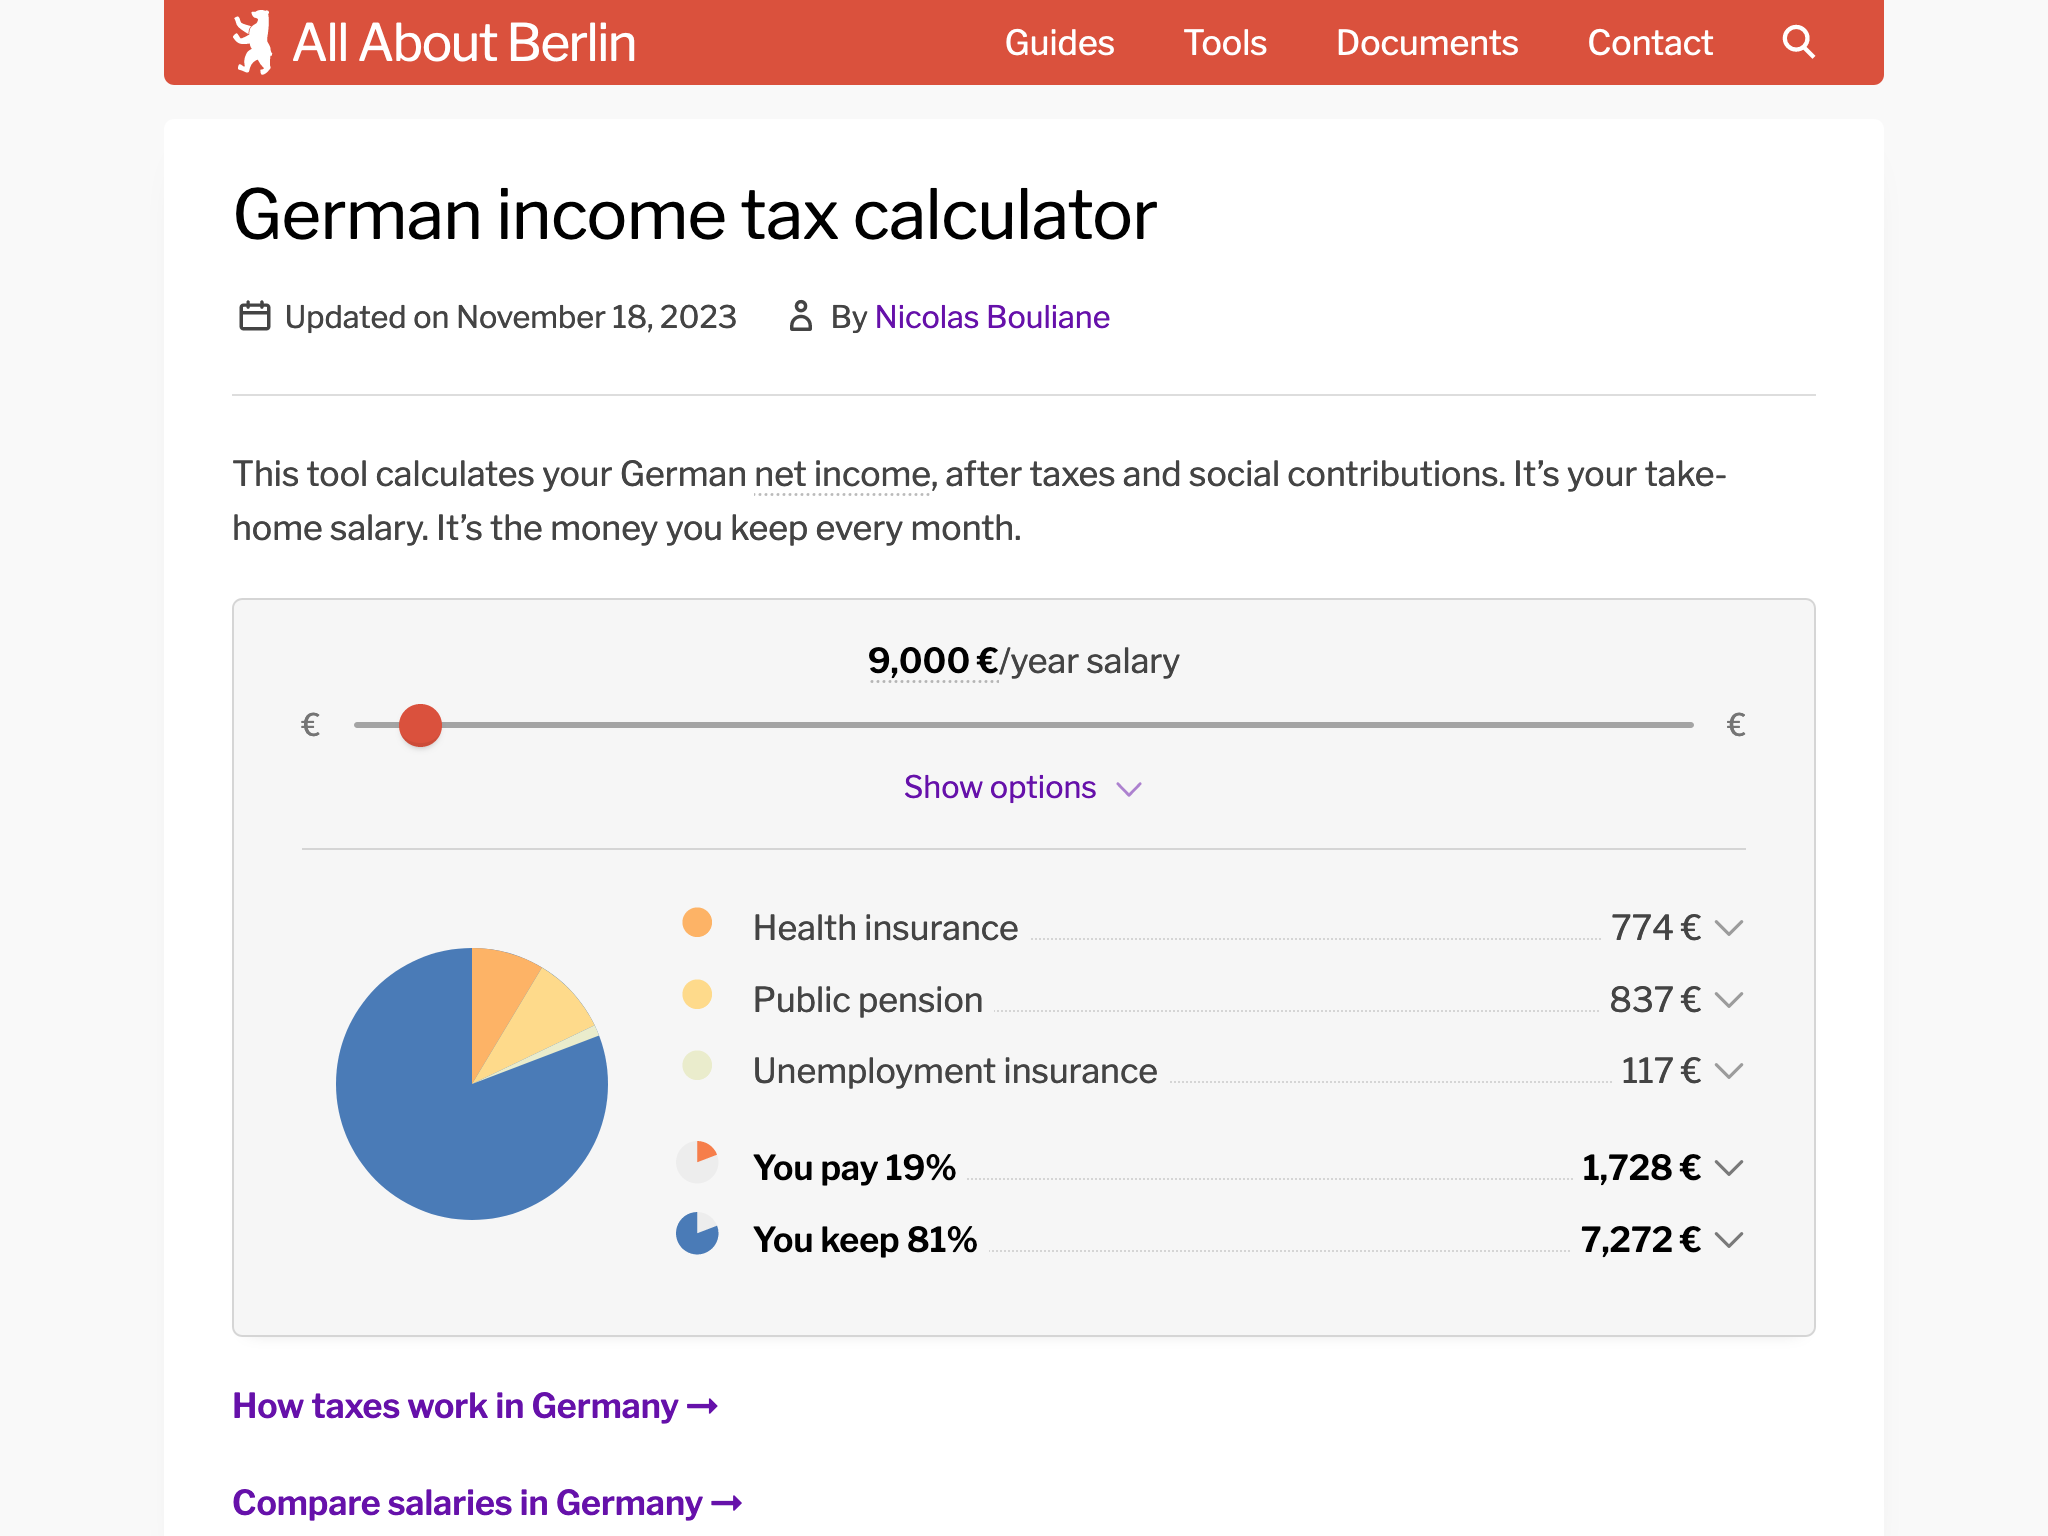 All About Berlin
Guides
Tools
Documents
Contact
German income tax calculator
Updated on November 18, 2023
By Nicolas Bouliane
This tool calculates your German net income, after taxes and social contributions. It’s your take-
home salary. It’s the money you keep every month.
9,000 €/year salary
€
€
Show options
Health insurance 774 €
Public pension 837 €
Unemployment insurance 117 €
You pay 19% 1,728 €
You keep 81% 7,272 €
How taxes work in Germany →
Compare salaries in Germany →